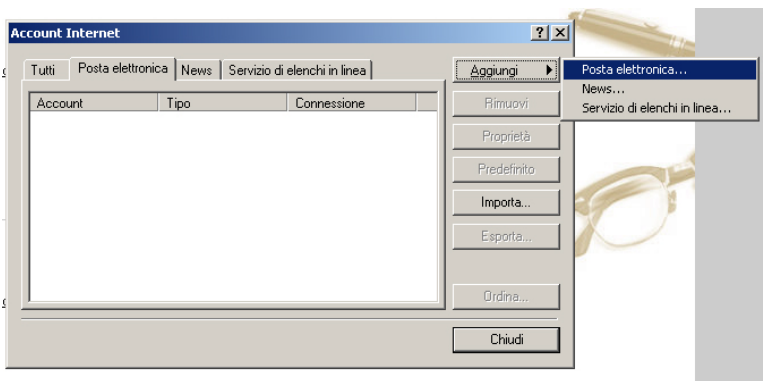 Account Internet
Tutti
Posta elettronica
News
Servizio di elenchi in linea
Account
Tipo
Connessione
Aggiungi
Rimuovi
Proprietà
Predefinito
Importa...
Esporta...
Ordina...
Chiudi
Posta elettronica...
News...
Servizio di elenchi in linea...